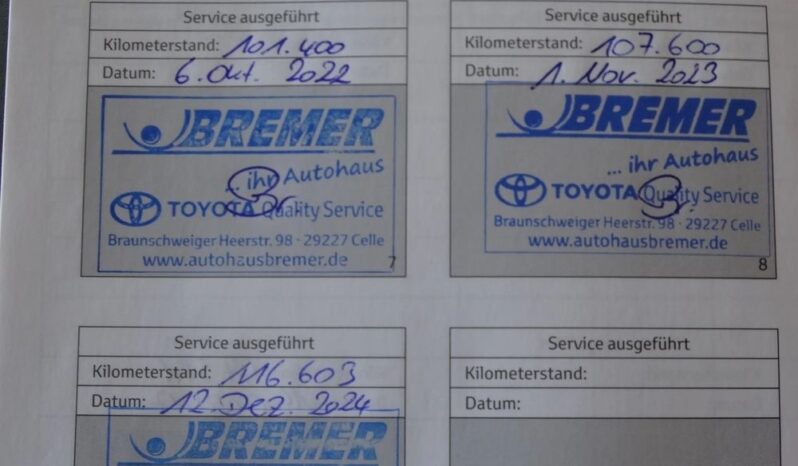 Service ausgeführt
Kilometerstand: 101.400
Datum: 6. Okt. 2022
BREMER
... ihr Autohaus
TOYOTA Quality Service
Braunschweiger Heerstr. 98 · 29227 Celle
www.autohausbremer.de
7
Service ausgeführt
Kilometerstand: 107.600
Datum: 1. Nov. 2023
BREMER
... ihr Autohaus
TOYOTA Quality Service
Braunschweiger Heerstr. 98 · 29227 Celle
www.autohausbremer.de
8
Service ausgeführt
Kilometerstand: 116.603
Datum: 12. Dez. 2024
BREMER
Service ausgeführt
Kilometerstand:
Datum: